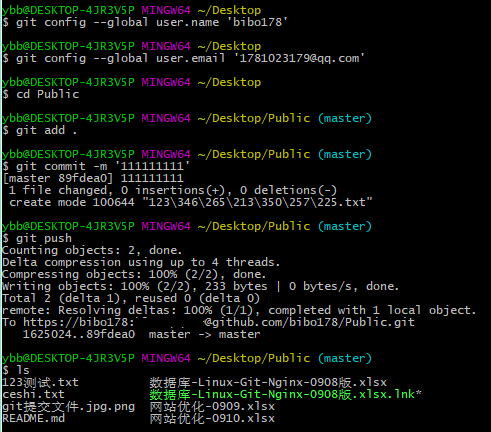 ybb@DESKTOP-4JR3V5P MINGW64 ~/Desktop
$ git config --global user.name 'bibo178'
ybb@DESKTOP-4JR3V5P MINGW64 ~/Desktop
$ git config --global user.email '1781023179@qq.com'
ybb@DESKTOP-4JR3V5P MINGW64 ~/Desktop
$ cd Public
ybb@DESKTOP-4JR3V5P MINGW64 ~/Desktop/Public (master)
$ git add .
ybb@DESKTOP-4JR3V5P MINGW64 ~/Desktop/Public (master)
$ git commit -m '111111111'
[master 89fdea0] 111111111
1 file changed, 0 insertions(+), 0 deletions(-)
create mode 100644 "123\346\265\213\350\257\225.txt"
ybb@DESKTOP-4JR3V5P MINGW64 ~/Desktop/Public (master)
$ git push
Counting objects: 2, done.
Delta compression using up to 4 threads.
Compressing objects: 100% (2/2), done.
Writing objects: 100% (2/2), 233 bytes | 0 bytes/s, done.
Total 2 (delta 1), reused 0 (delta 0)
remote: Resolving deltas: 100% (1/1), completed with 1 local object.
To https://bibo178: @github.com/bibo178/Public.git
1625024..89fdea0 master -> master
ybb@DESKTOP-4JR3V5P MINGW64 ~/Desktop/Public (master)
$ ls
123测试.txt 数据库-Linux-Git-Nginx-0908版.xlsx
ceshi.txt 数据库-Linux-Git-Nginx-0908版.xlsx.lnk*
git提交文件.jpg.png 网站优化-0909.xlsx
README.md 网站优化-0910.xlsx